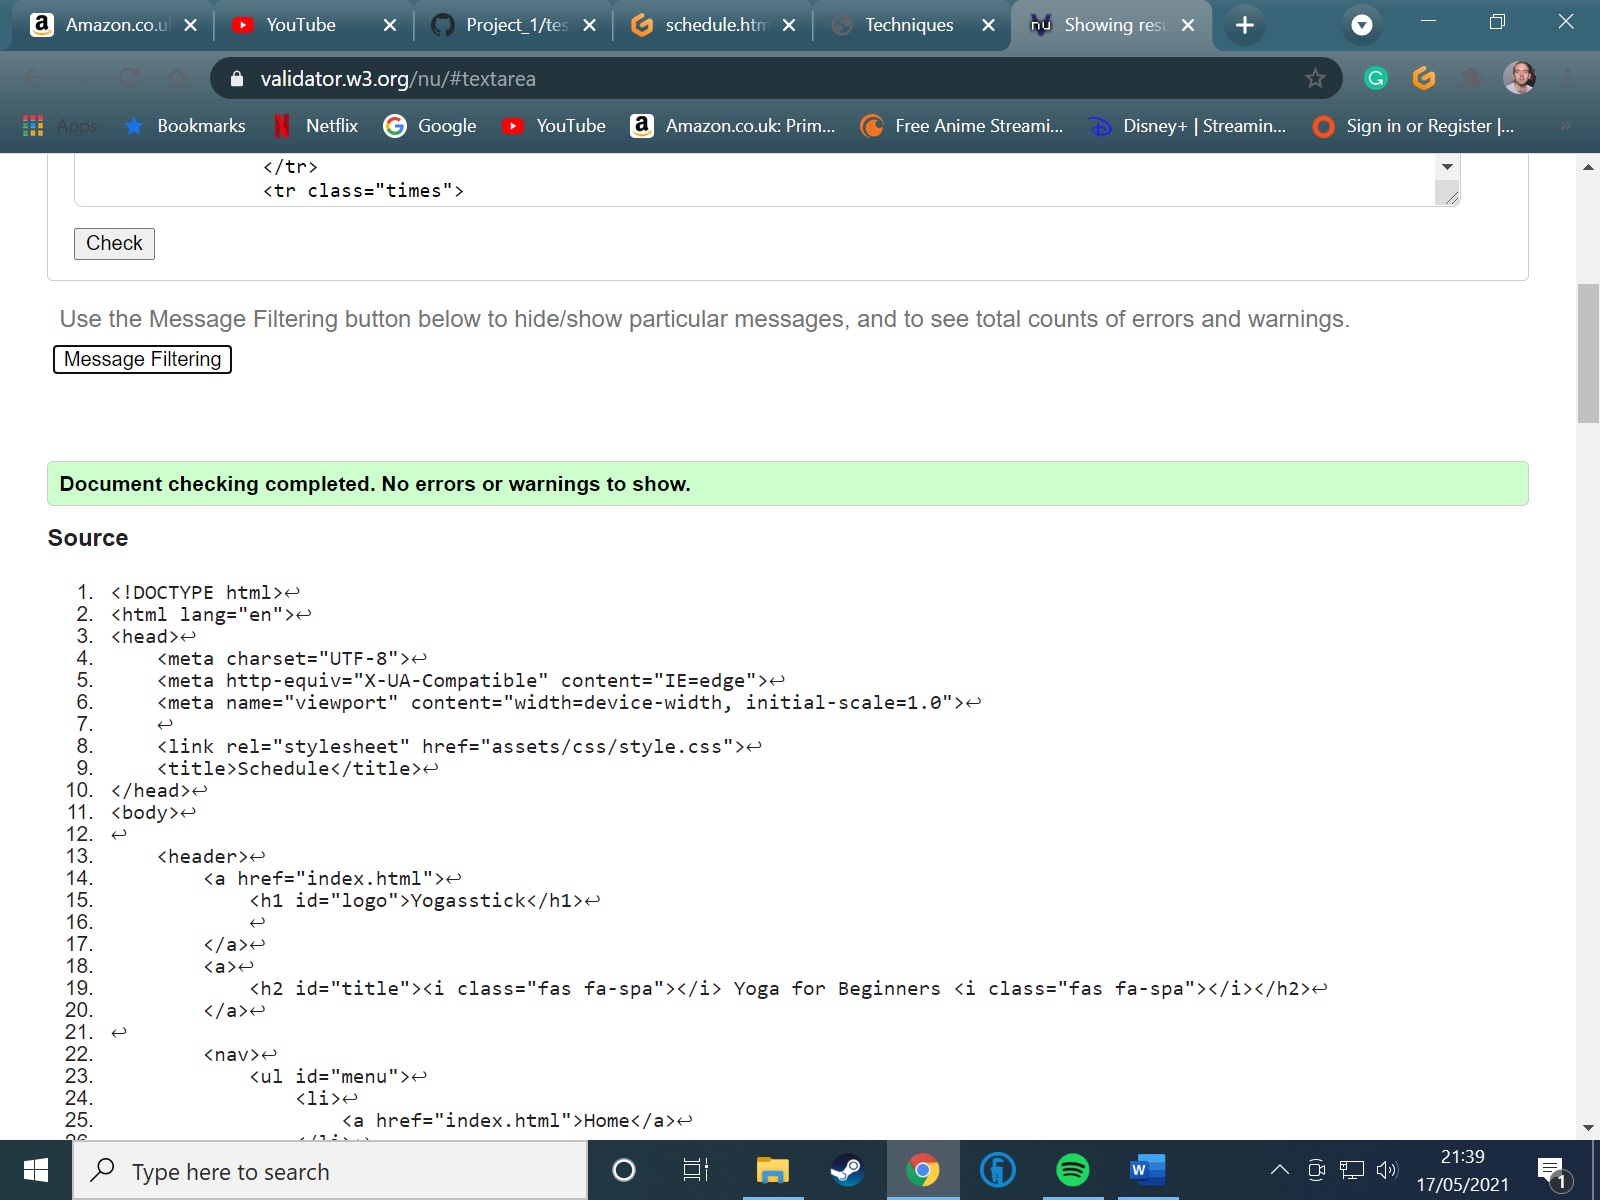 Amazon.co.u
YouTube
Project_1/tes
schedule.htm
Techniques
Showing resu
validator.w3.org/nu/#textarea
Apps
Bookmarks
Netflix
Google
YouTube
Amazon.co.uk: Prim...
Free Anime Streami...
Disney+ | Streamin...
Sign in or Register |...
</tr>
<tr class="times">
Check
Use the Message Filtering button below to hide/show particular messages, and to see total counts of errors and warnings.
Message Filtering
Document checking completed. No errors or warnings to show.
Source
1. <!DOCTYPE html>↩
2. <html lang="en">↩
3. <head>↩
4. <meta charset="UTF-8">↩
5. <meta http-equiv="X-UA-Compatible" content="IE=edge">↩
6. <meta name="viewport" content="width=device-width, initial-scale=1.0">↩
7. ↩
8. <link rel="stylesheet" href="assets/css/style.css">↩
9. <title>Schedule</title>↩
10. </head>↩
11. <body>↩
12. ↩
13. <header>↩
14. <a href="index.html">↩
15. <h1 id="logo">Yogasstick</h1>↩
16. ↩
17. </a>↩
18. <a>↩
19. <h2 id="title"><i class="fas fa-spa"></i> Yoga for Beginners <i class="fas fa-spa"></i></h2>↩
20. </a>↩
21. ↩
22. <nav>↩
23. <ul id="menu">↩
24. <li>↩
25. <a href="index.html">Home</a>↩
26. </li>↩
Type here to search
21:39
17/05/2021
1